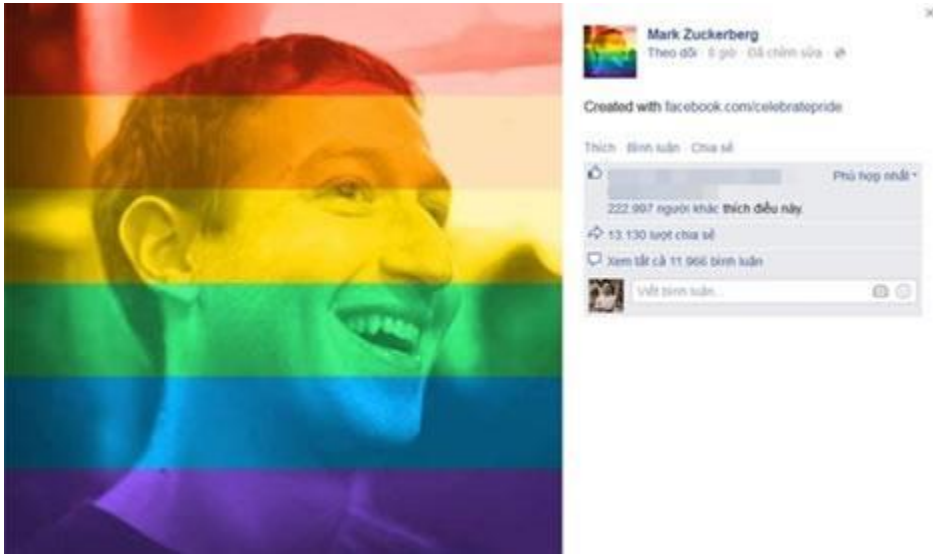 Mark Zuckerberg
Theo dõi · 8 giờ · Đã chỉnh sửa ·
Created with facebook.com/celebratepride
Thích · Bình luận · Chia sẻ
Phù hợp nhất
222.997 người khác thích điều này.
13.130 lượt chia sẻ
Xem tất cả 11.966 bình luận
Viết bình luận...